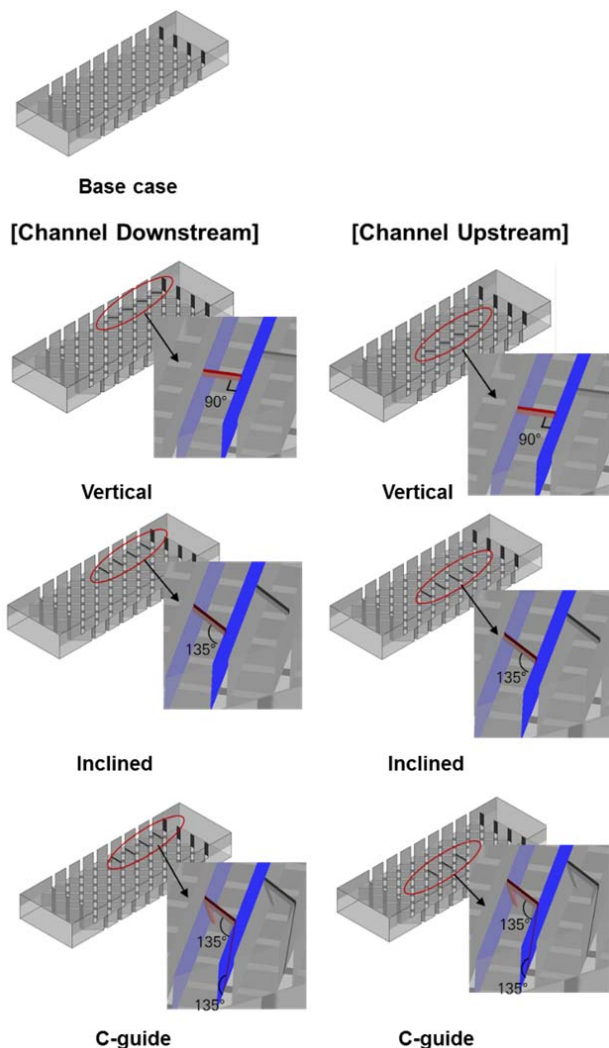 Base case
[Channel Downstream]
[Channel Upstream]
90°
90°
Vertical
Vertical
135°
135°
Inclined
Inclined
135°
135°
135°
135°
C-guide
C-guide